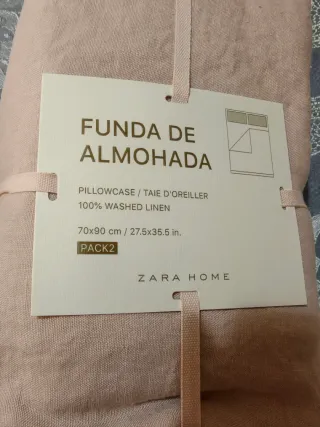 FUNDA DE
ALMOHADA
PILLOWCASE / TAIE D'OREILLER
100% WASHED LINEN
70x90 cm / 27.5x35.5 in.
PACK2
ZARA HOME